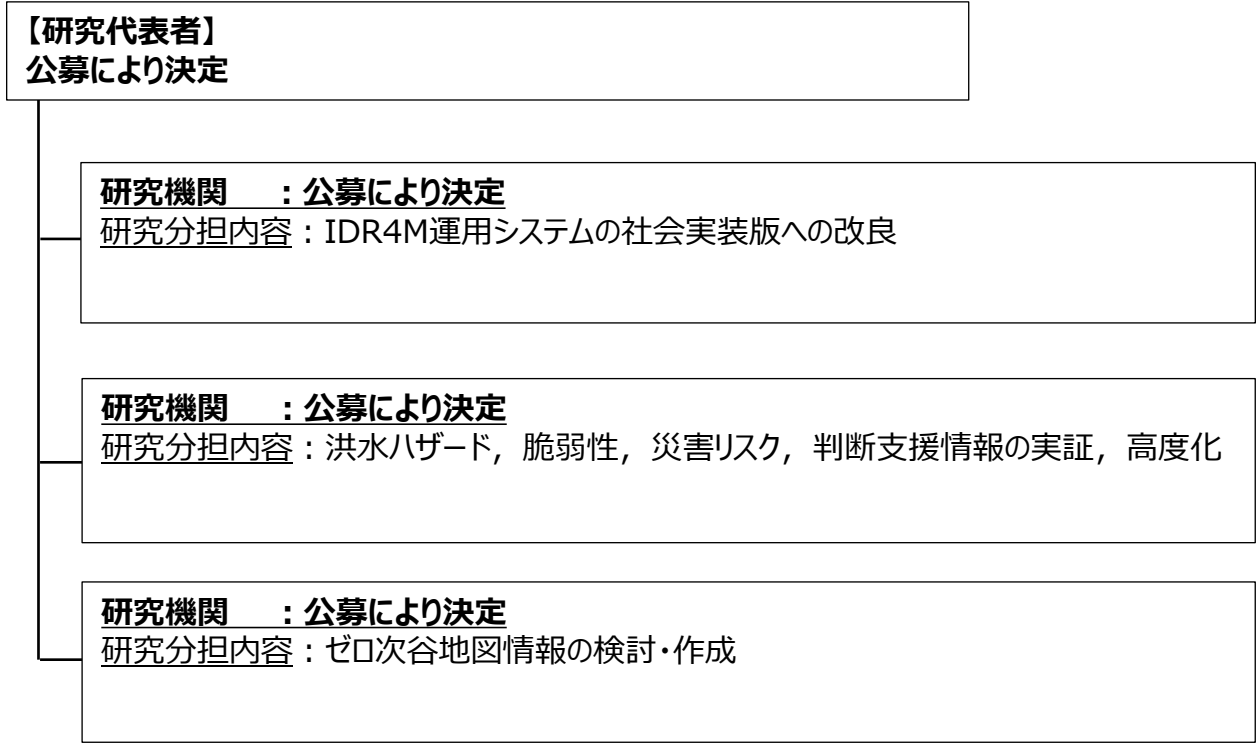 【研究代表者】
公募により決定
研究機関　：公募により決定
研究分担内容：IDR4M運用システムの社会実装版への改良
研究機関　：公募により決定
研究分担内容：洪水ハザード，脆弱性，災害リスク，判断支援情報の実証，高度化
研究機関　：公募により決定
研究分担内容：ゼロ次谷地図情報の検討・作成